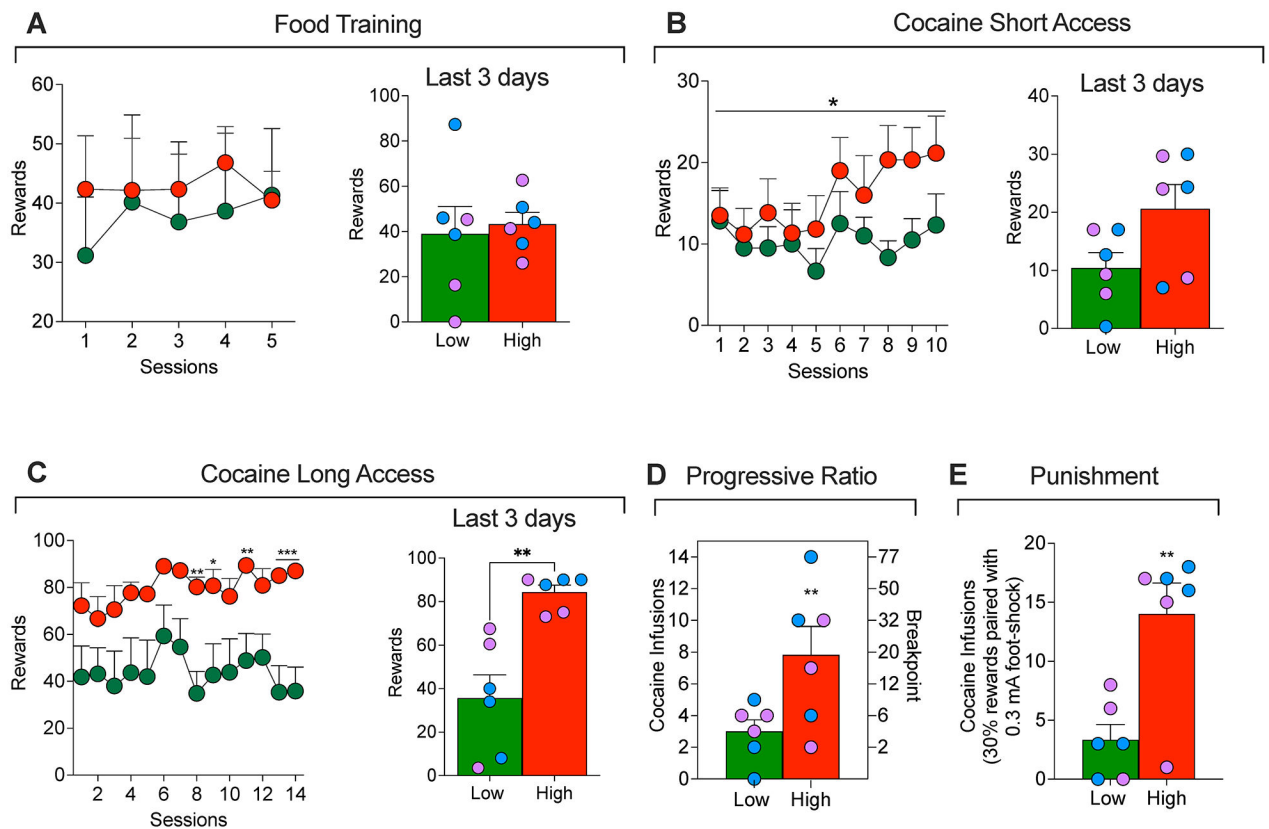 A
Food Training
Last 3 days
Rewards
60
50
40
30
20
1 2 3 4 5
Sessions
Rewards
100
80
60
40
20
0
Low High
B
Cocaine Short Access
Last 3 days
Rewards
30
20
10
0
*
1 2 3 4 5 6 7 8 9 10
Sessions
Rewards
40
30
20
10
0
Low High
C
Cocaine Long Access
Last 3 days
Rewards
100
80
60
40
20
0
** * ** ***
2 4 6 8 10 12 14
Sessions
Rewards
100
80
60
40
20
0
**
Low High
D
Progressive Ratio
Cocaine Infusions
14
12
10
8
6
4
2
0
**
77
50
32
20
12
6
2
Breakpoint
Low High
E
Punishment
Cocaine Infusions
(30% rewards paired with
0.3 mA foot-shock)
20
15
10
5
0
**
Low High